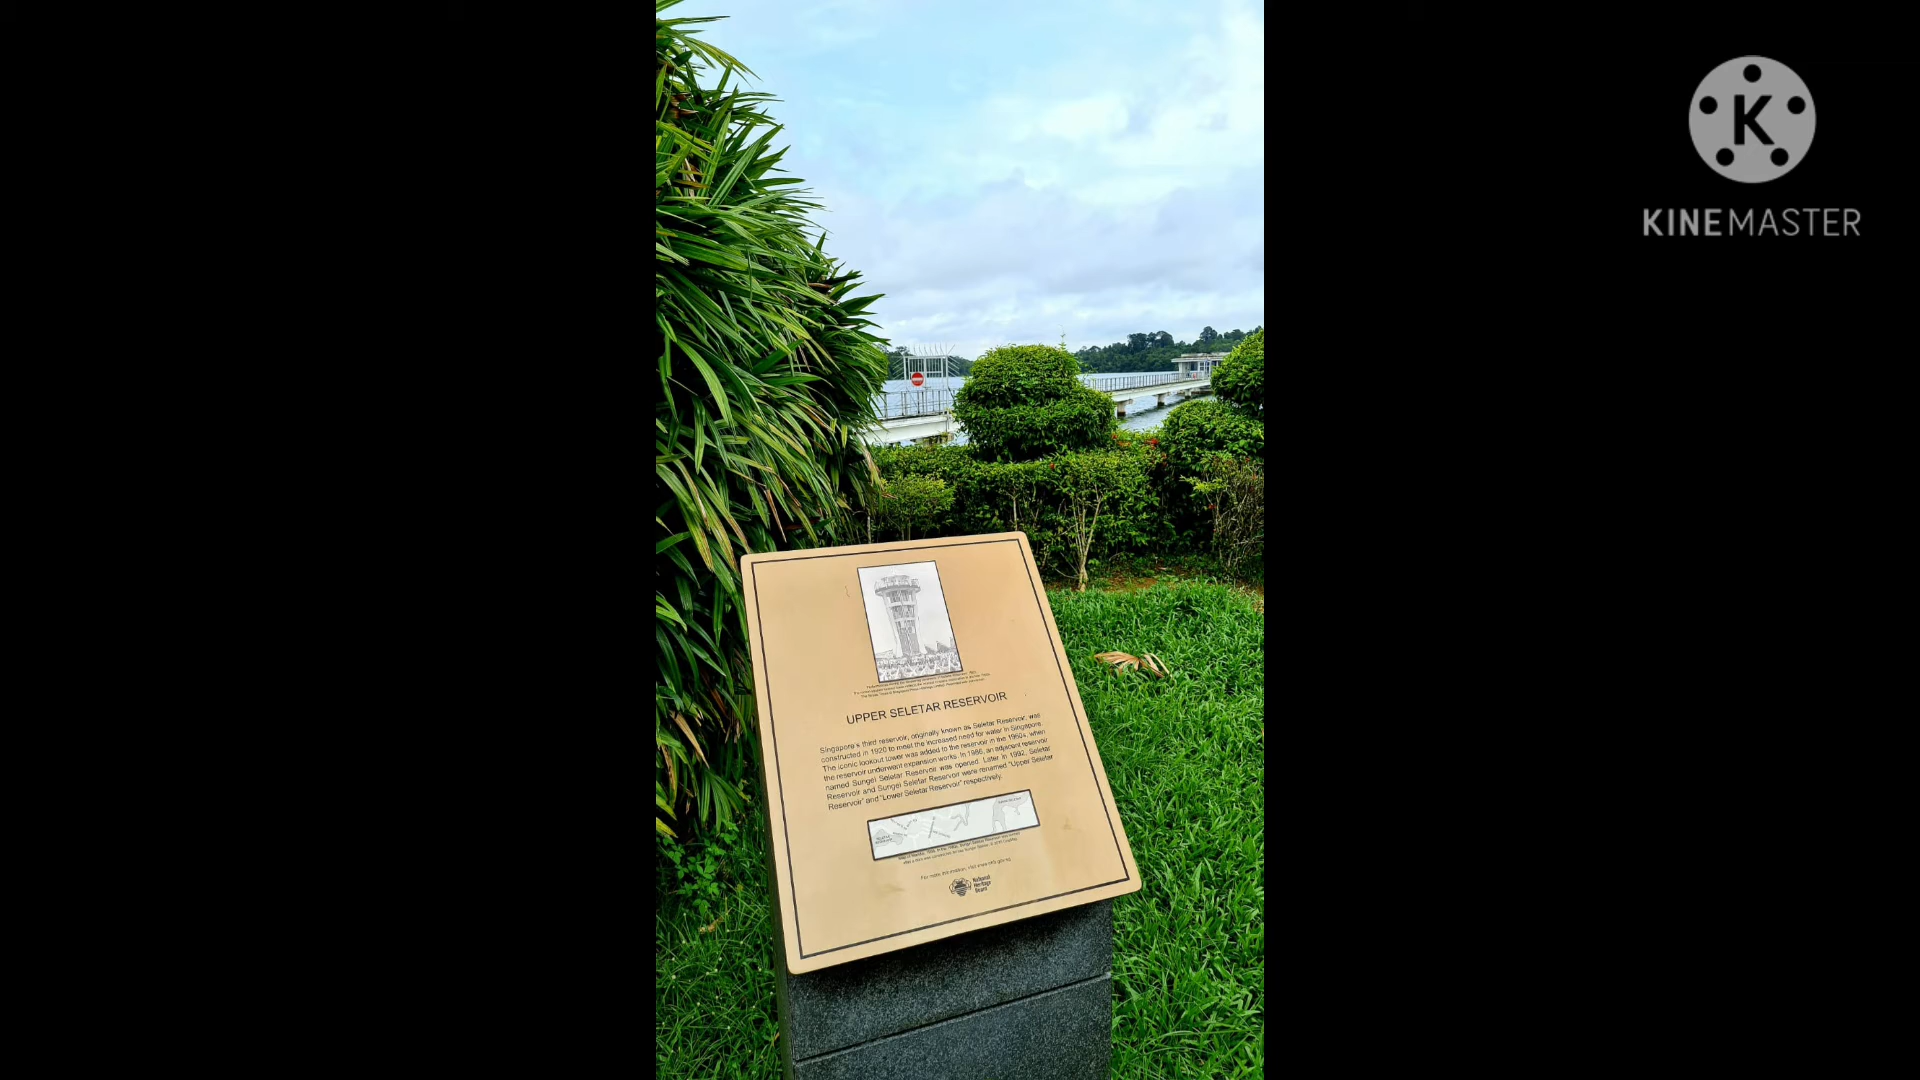 K
KINEMASTER
UPPER SELETAR RESERVOIR
Singapore's third reservoir, originally known as Seletar Reservoir, was
constructed in 1920 to meet the increased need for water in Singapore.
The iconic lookout tower was added to the reservoir in the 1960s, when
the reservoir underwent expansion works. In 1986, an adjacent reservoir
named Sungei Seletar Reservoir was opened. Later in 1992, Seletar
Reservoir and Sungei Seletar Reservoir were renamed "Upper Seletar
Reservoir" and "Lower Seletar Reservoir" respectively.
National
Heritage
Board